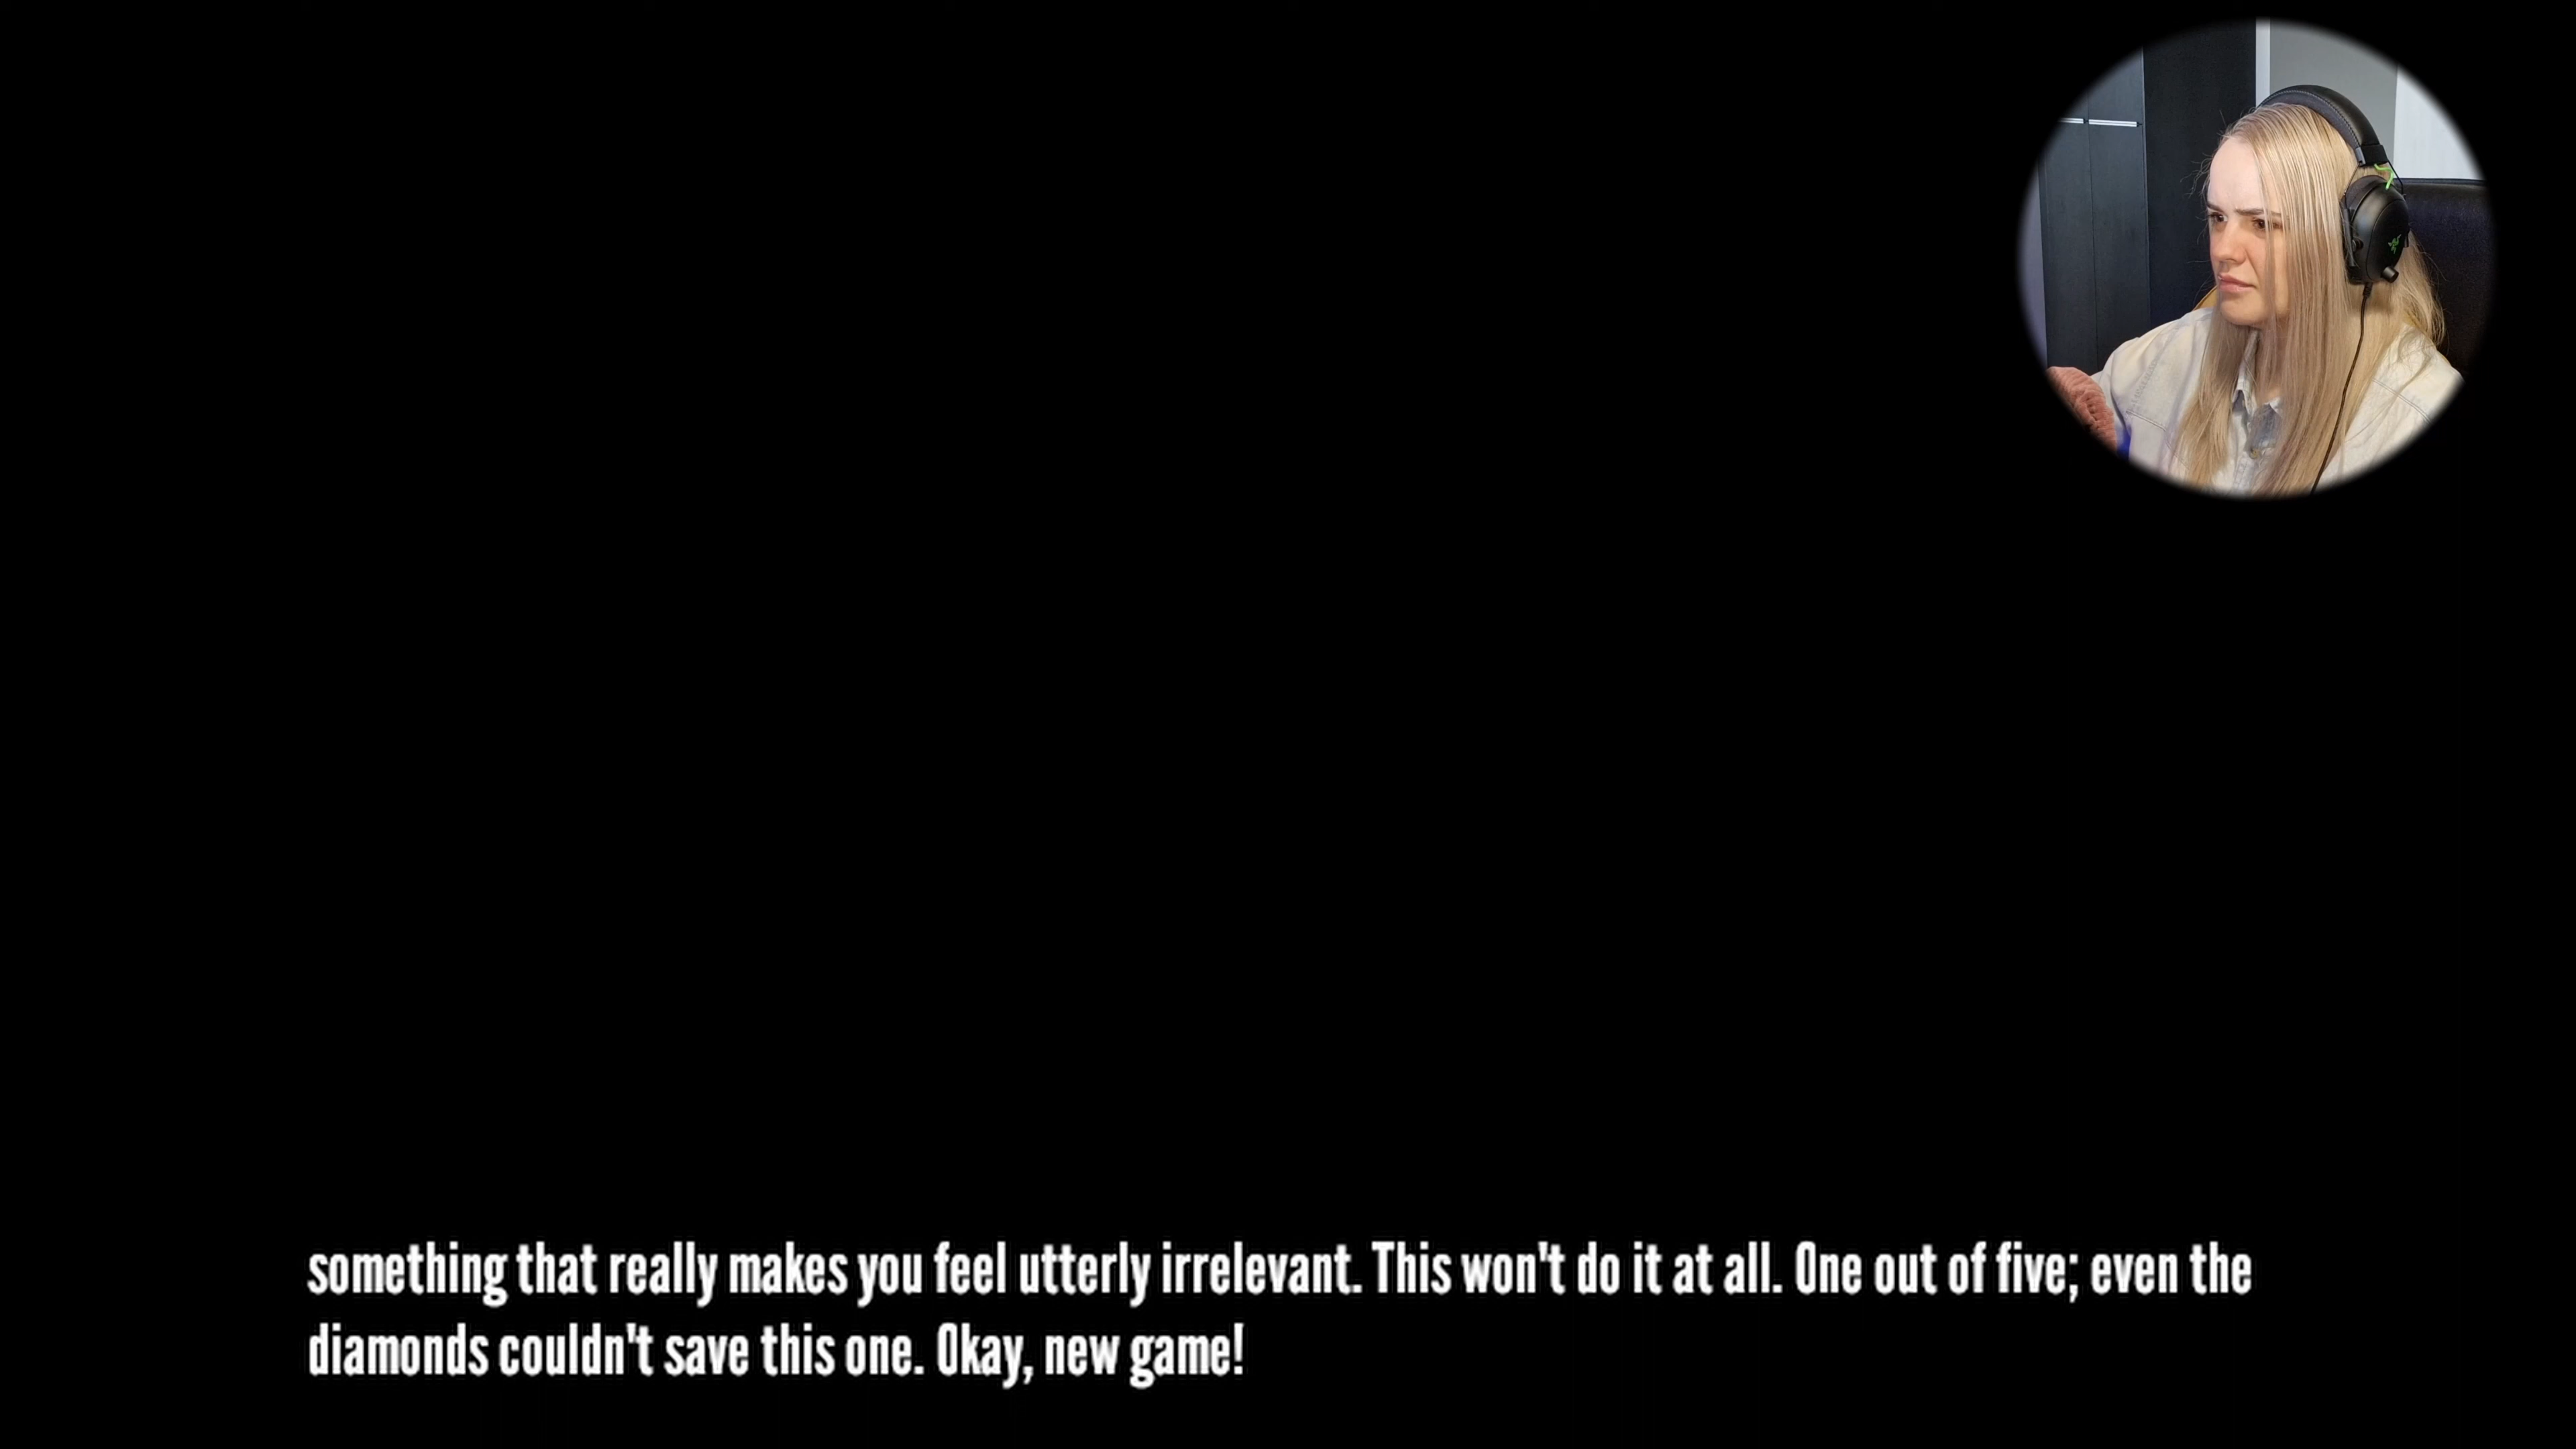 something that really makes you feel utterly irrelevant. This won't do it at all. One out of five; even the
diamonds couldn't save this one. Okay, new game!